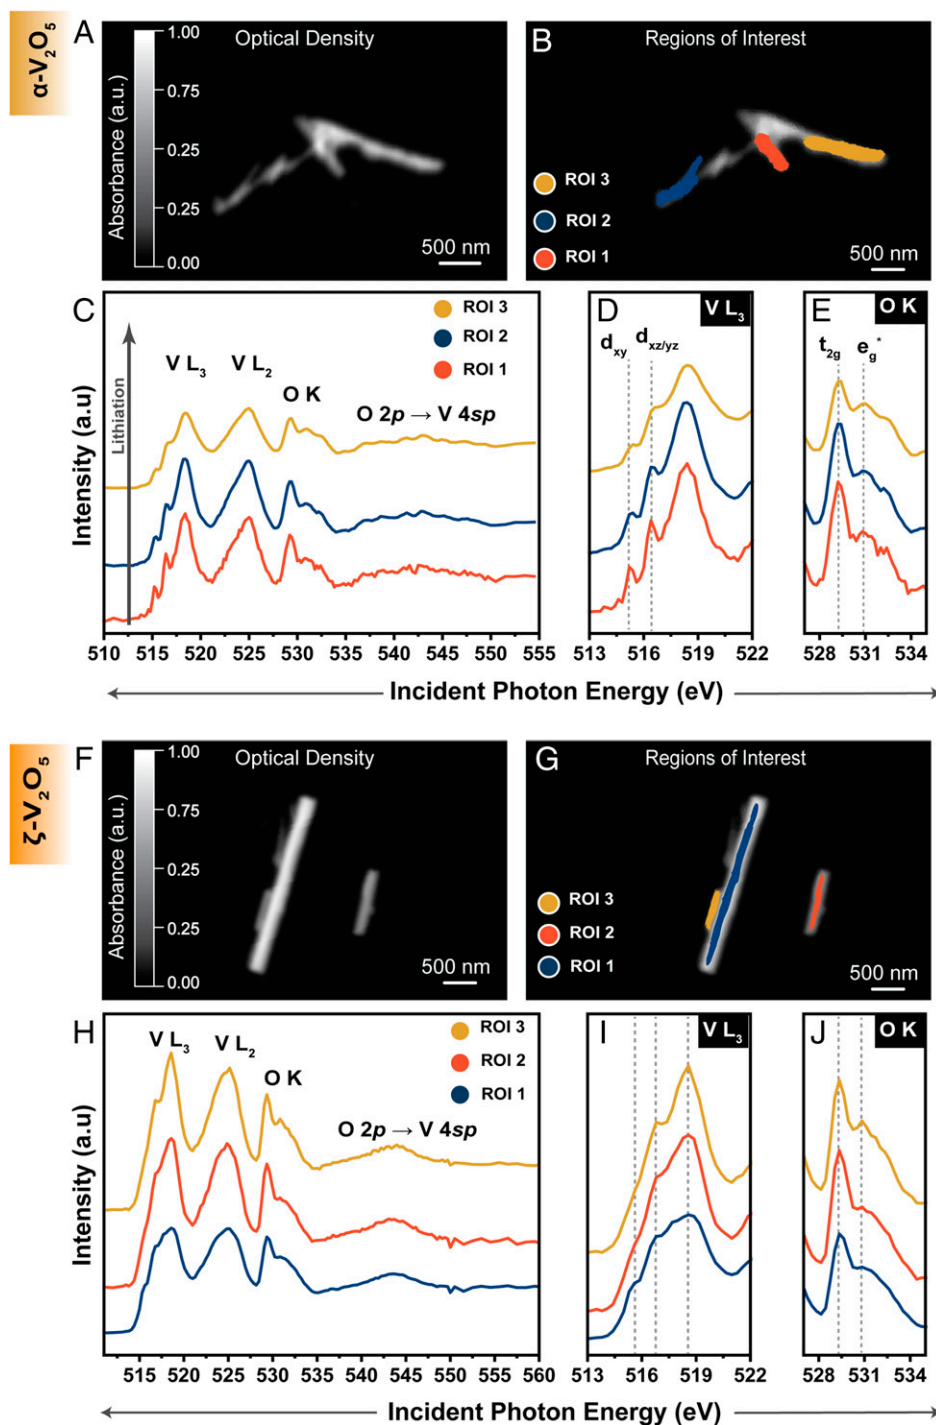 α-V₂O₅
A
Optical Density
Absorbance (a.u.)
1.00
0.75
0.25
0.25
0.00
500 nm
B
Regions of Interest
ROI 3
ROI 2
ROI 1
500 nm
C
ROI 3
ROI 2
ROI 1
Lithiation
V L₃
V L₂
O K
O 2p → V 4sp
Intensity (a.u)
510 515 520 525 530 535 540 545 550 555
D
V L₃
dxy
dxz/yz
513 516 519 522
E
O K
t2g
eg*
528 531 534
Incident Photon Energy (eV)
ζ-V₂O₅
F
Optical Density
Absorbance (a.u.)
1.00
0.75
0.25
0.25
0.00
500 nm
G
Regions of Interest
ROI 3
ROI 2
ROI 1
500 nm
H
ROI 3
ROI 2
ROI 1
V L₃
V L₂
O K
O 2p → V 4sp
Intensity (a.u)
515 520 525 530 535 540 545 550 555 560
I
V L₃
513 516 519 522
J
O K
528 531 534
Incident Photon Energy (eV)